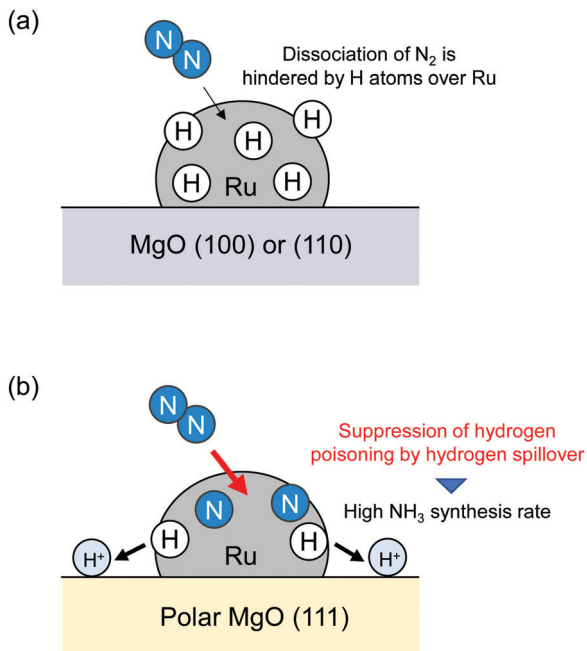 (a)
N
N
Dissociation of N₂ is
hindered by H atoms over Ru
H
H
H
H
H
Ru
MgO (100) or (110)
(b)
N
N
Suppression of hydrogen
poisoning by hydrogen spillover
High NH₃ synthesis rate
N
N
H
H
H⁺
Ru
H⁺
Polar MgO (111)